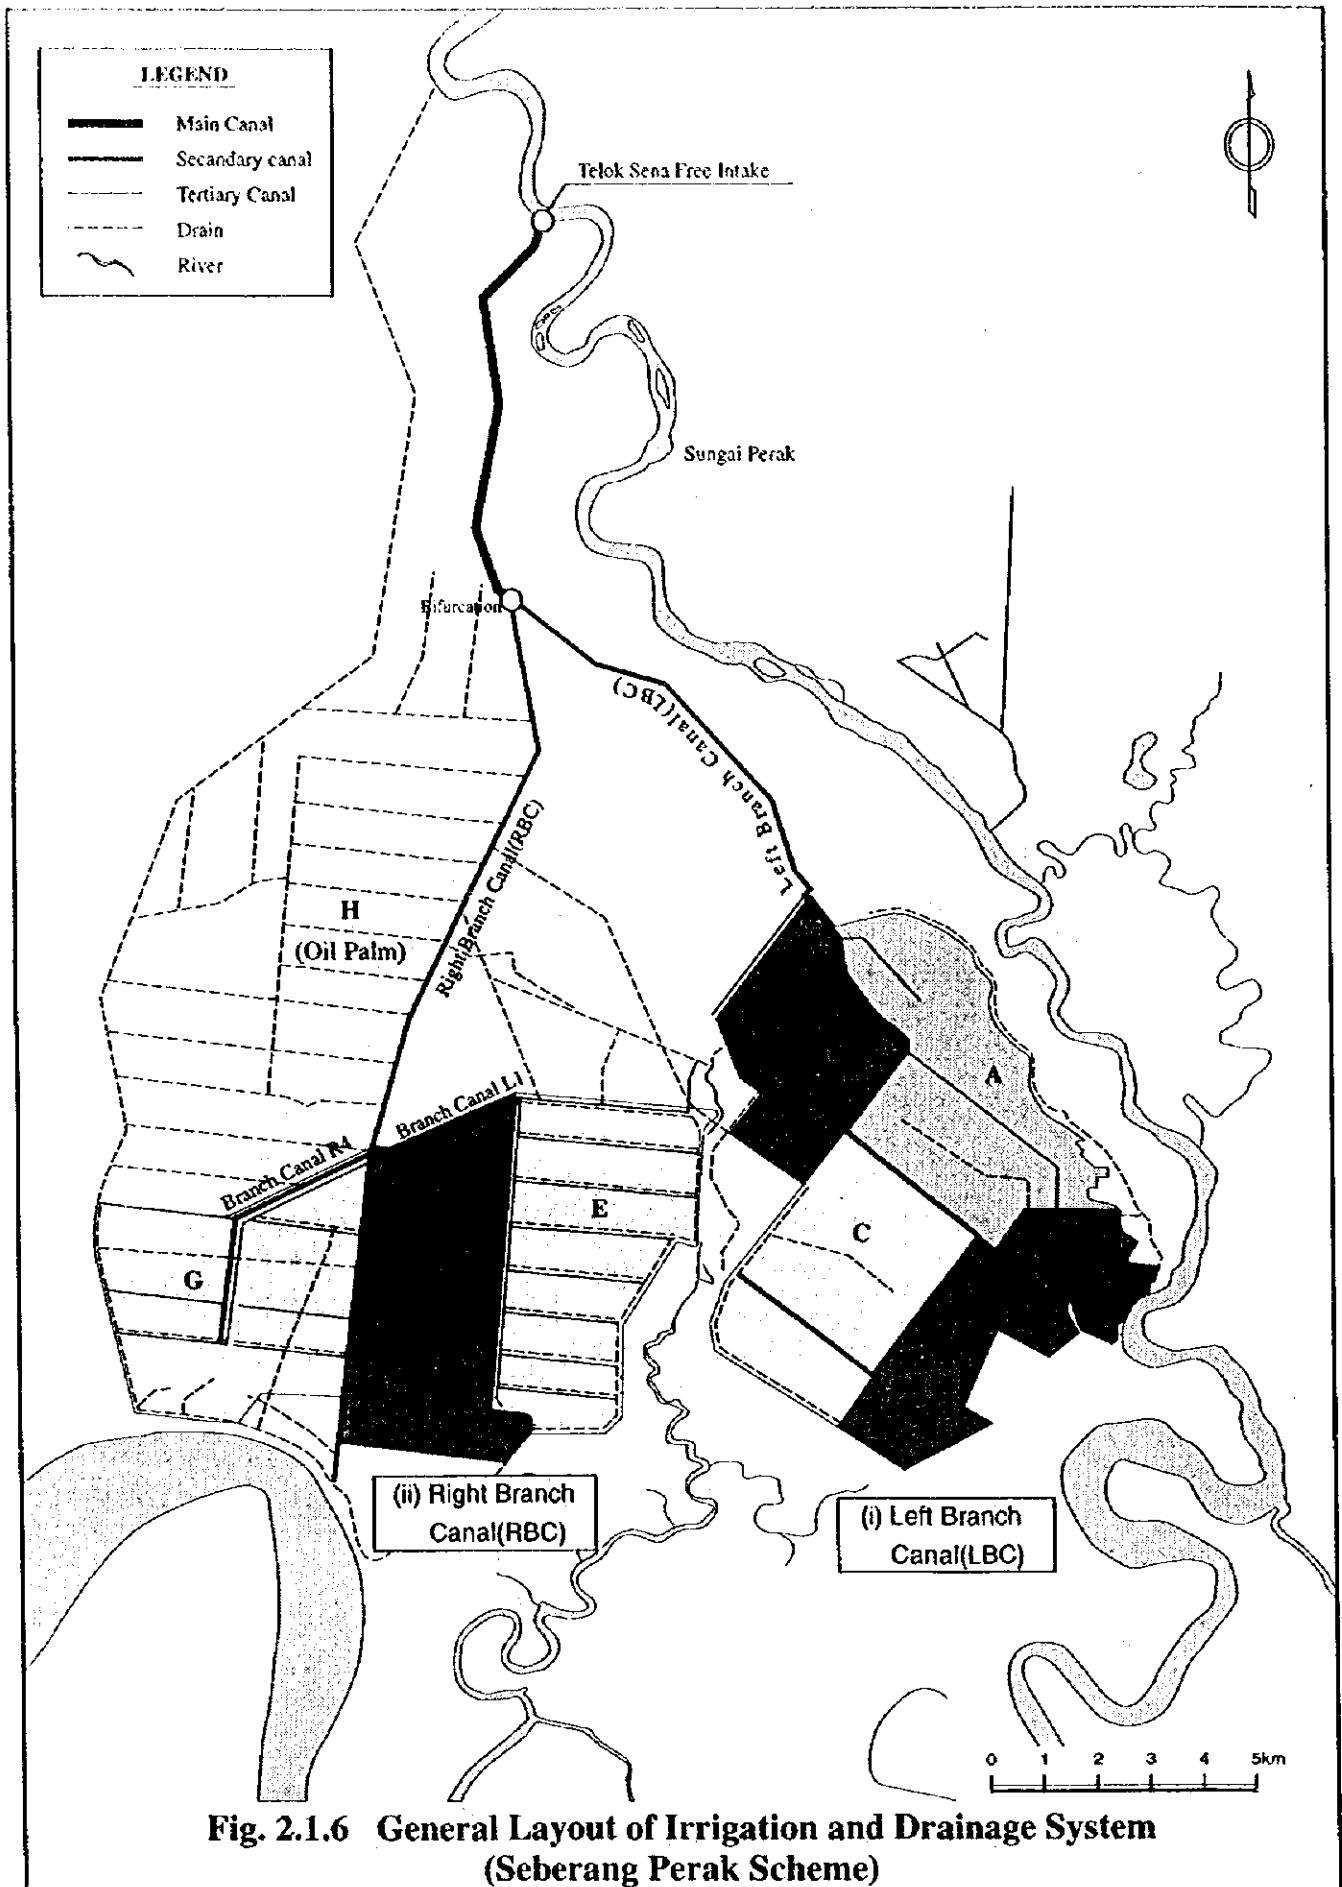 LEGEND
Main Canal
Secandary canal
Tertiary Canal
Drain
River
Telok Sena Free Intake
Sungai Perak
Bifurcation
Left Branch Canal(LBC)
Right Branch Canal(RBC)
H
(Oil Palm)
A
Branch Canal L1
Branch Canal R4
E
C
G
(ii) Right Branch
Canal(RBC)
(i) Left Branch
Canal(LBC)
0 1 2 3 4 5km
Fig. 2.1.6 General Layout of Irrigation and Drainage System
(Seberang Perak Scheme)